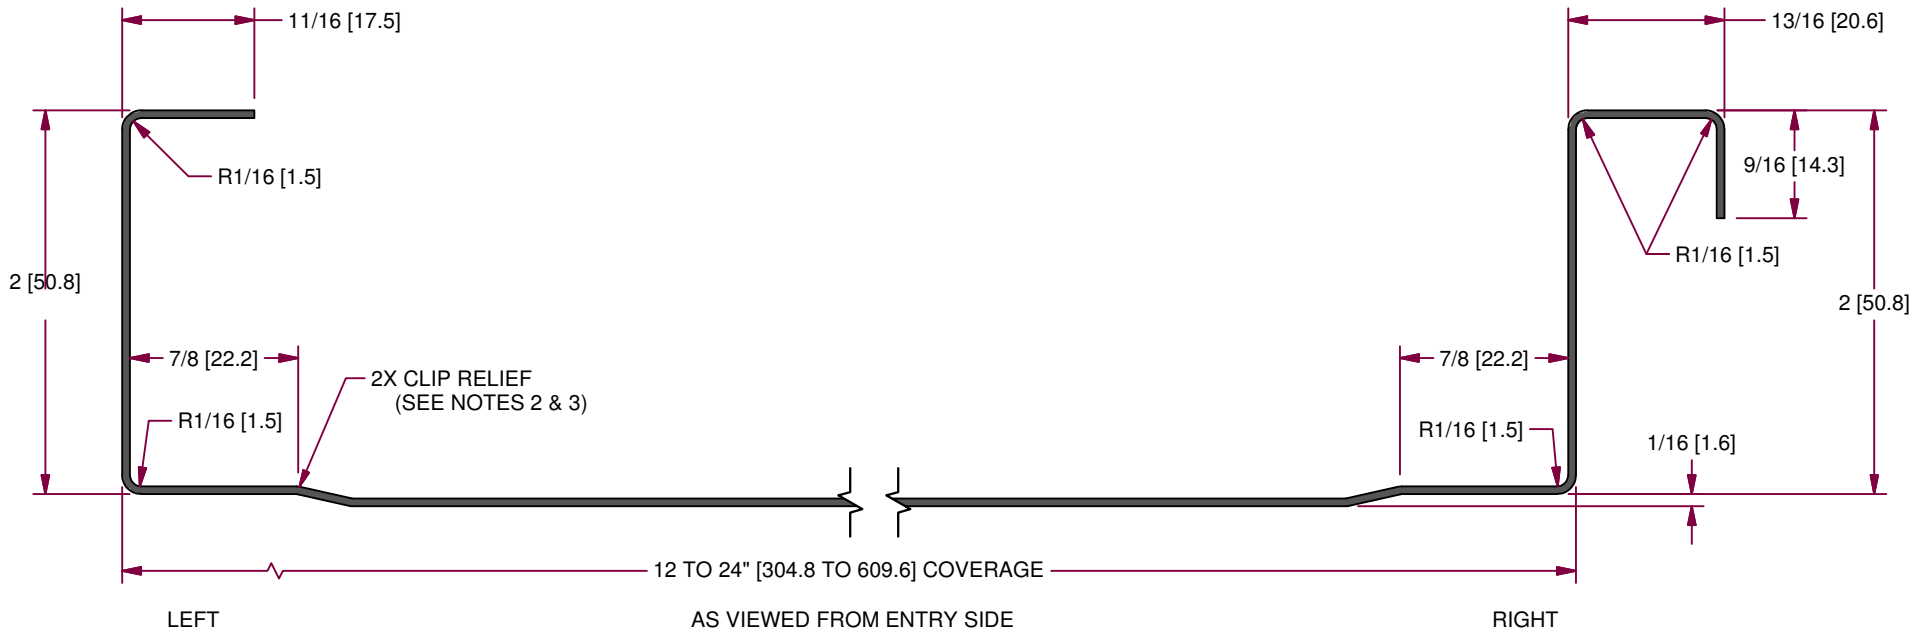 11/16 [17.5]
13/16 [20.6]
R1/16 [1.5]
9/16 [14.3]
R1/16 [1.5]
2 [50.8]
2 [50.8]
7/8 [22.2]
7/8 [22.2]
2X CLIP RELIEF
(SEE NOTES 2 & 3)
R1/16 [1.5]
R1/16 [1.5]
1/16 [1.6]
12 TO 24" [304.8 TO 609.6] COVERAGE
LEFT
AS VIEWED FROM ENTRY SIDE
RIGHT